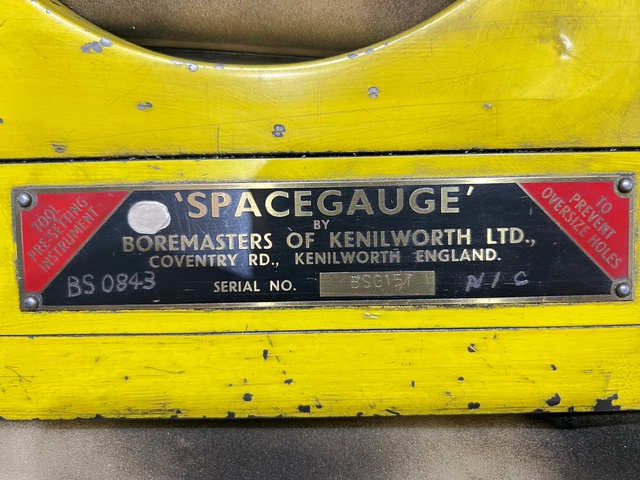 TOOL
PRE-SETTING
INSTRUMENT
'SPACEGAUGE'
BY
BOREMASTERS OF KENILWORTH LTD.,
COVENTRY RD., KENILWORTH ENGLAND.
TO
PREVENT
OVERSIZE HOLES
BS 0843
SERIAL NO.
N I C